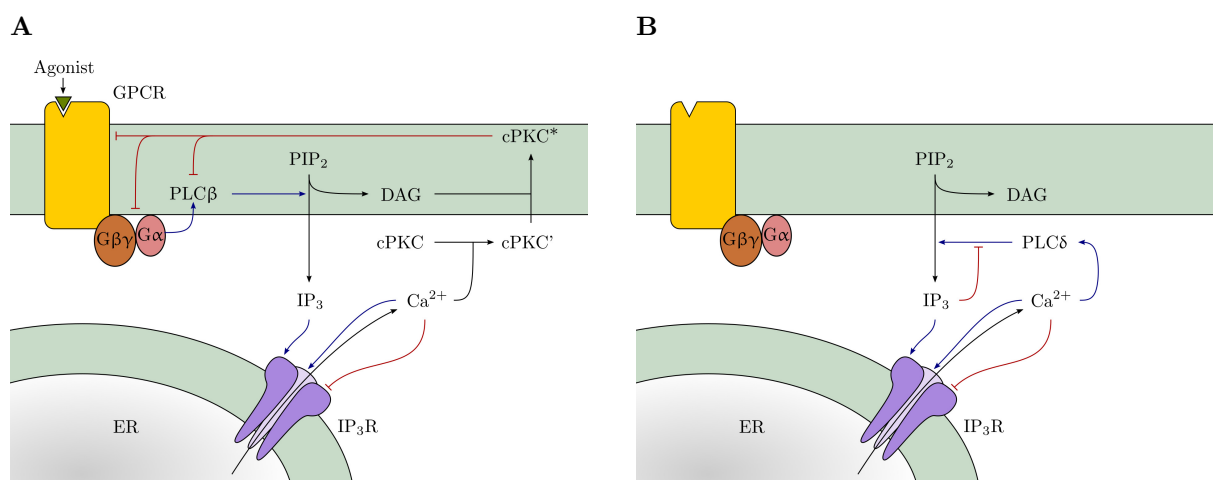 A
Agonist
GPCR
cPKC*
PIP₂
PLCβ
DAG
Gβγ
Gα
cPKC
cPKC’
IP₃
Ca²⁺
ER
IP₃R
B
PIP₂
DAG
Gβγ
Gα
PLCδ
IP₃
Ca²⁺
ER
IP₃R